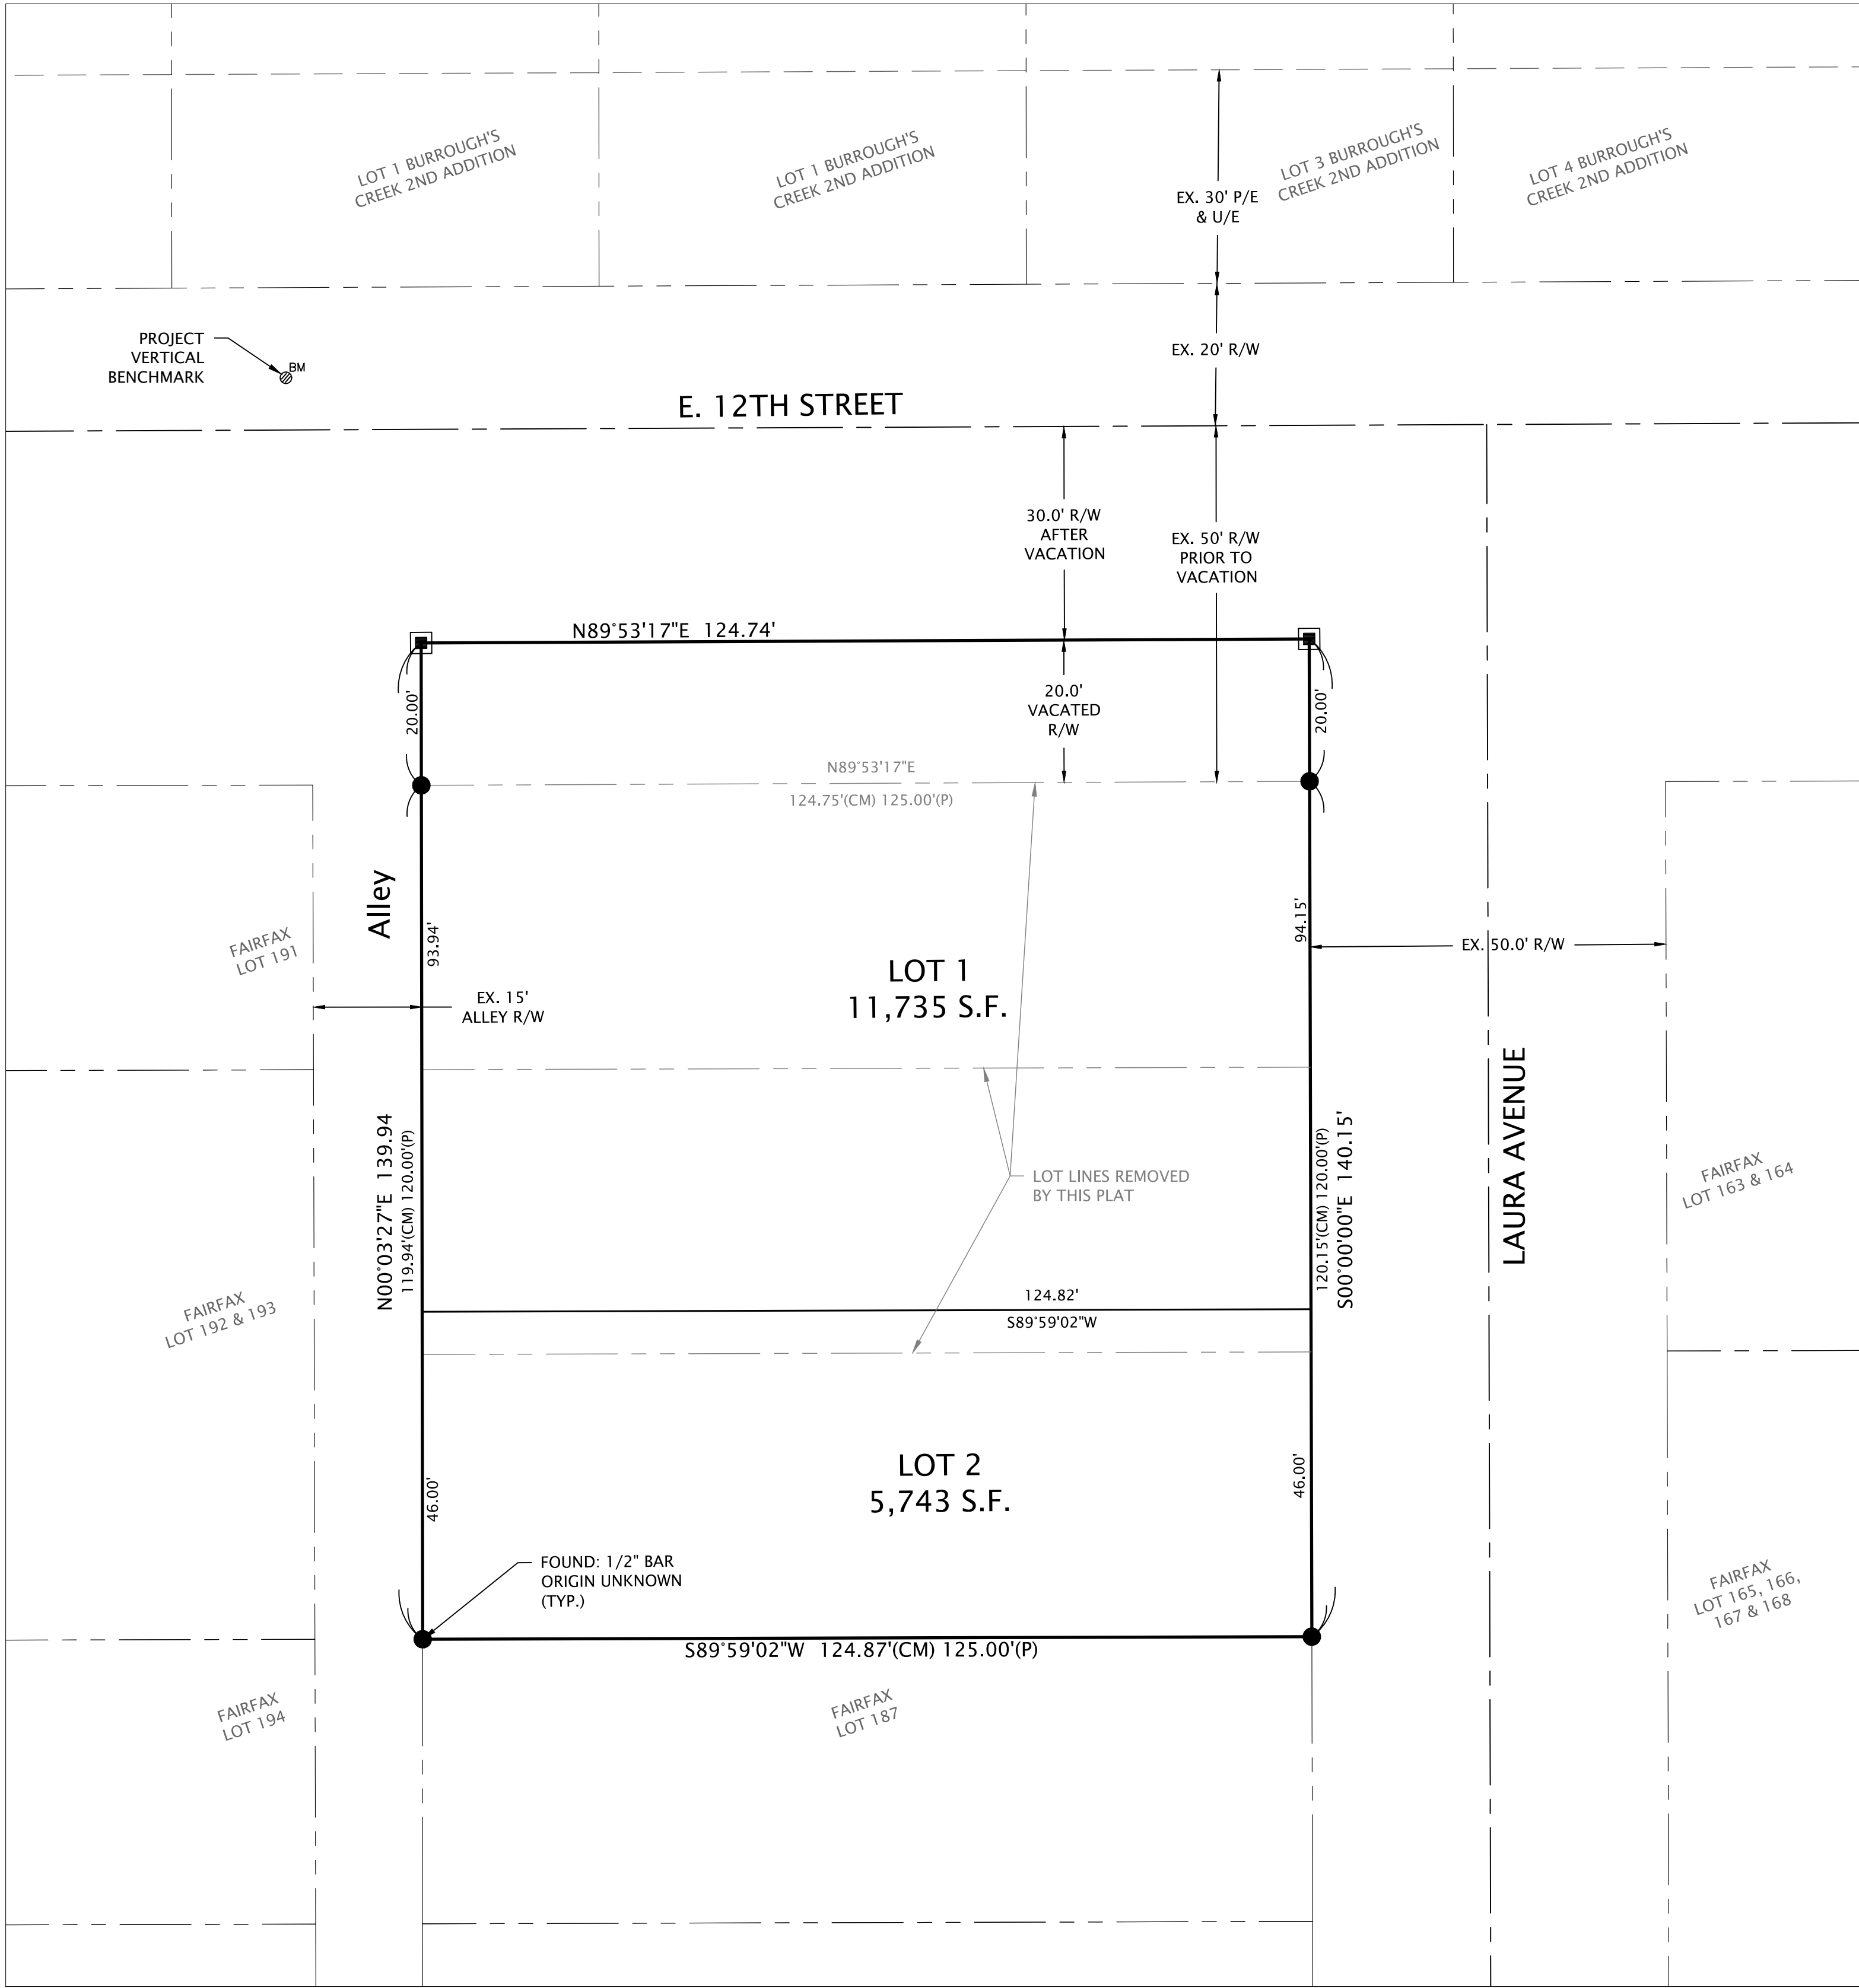 LOT 1 BURROUGH'S
CREEK 2ND ADDITION
LOT 1 BURROUGH'S
CREEK 2ND ADDITION
LOT 3 BURROUGH'S
CREEK 2ND ADDITION
LOT 4 BURROUGH'S
CREEK 2ND ADDITION
EX. 30' P/E
& U/E
PROJECT
VERTICAL
BENCHMARK
BM
EX. 20' R/W
E. 12TH STREET
30.0' R/W
AFTER
VACATION
EX. 50' R/W
PRIOR TO
VACATION
N89°53'17"E 124.74'
20.00'
20.0'
VACATED
R/W
20.00'
N89°53'17"E
124.75'(CM) 125.00'(P)
Alley
FAIRFAX
LOT 191
93.94'
94.15'
EX. 50.0' R/W
LOT 1
11,735 S.F.
EX. 15'
ALLEY R/W
N00°03'27"E 139.94
119.94'(CM) 120.00'(P)
LOT LINES REMOVED
BY THIS PLAT
120.15'(CM) 120.00'(P)
S00°00'00"E 140.15'
LAURA AVENUE
FAIRFAX
LOT 163 & 164
FAIRFAX
LOT 192 & 193
124.82'
S89°59'02"W
LOT 2
5,743 S.F.
46.00'
46.00'
FOUND: 1/2" BAR
ORIGIN UNKNOWN
(TYP.)
FAIRFAX
LOT 165, 166,
167 & 168
S89°59'02"W 124.87'(CM) 125.00'(P)
FAIRFAX
LOT 194
FAIRFAX
LOT 187